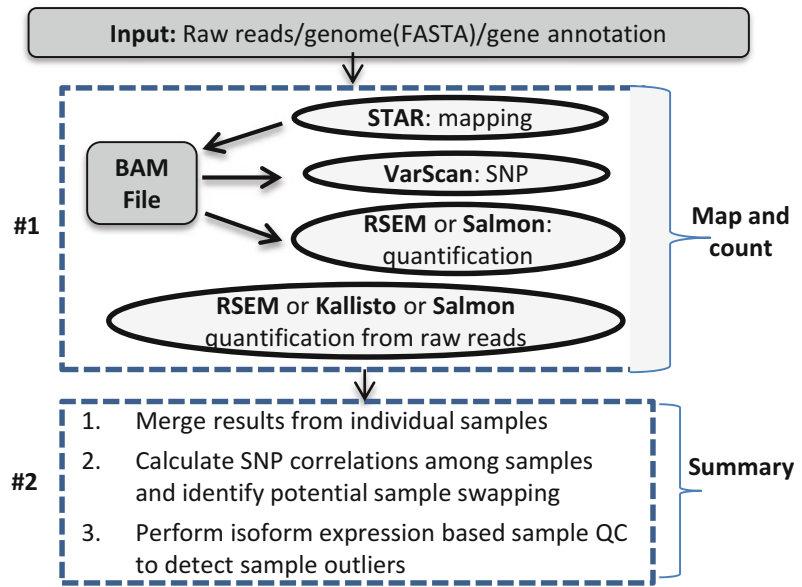 Input: Raw reads/genome(FASTA)/gene annotation
STAR: mapping
BAM
File
VarScan: SNP
#1
RSEM or Salmon:
quantification
Map and
count
RSEM or Kallisto or Salmon
quantification from raw reads
1. Merge results from individual samples
2. Calculate SNP correlations among samples
and identify potential sample swapping
#2
Summary
3. Perform isoform expression based sample QC
to detect sample outliers